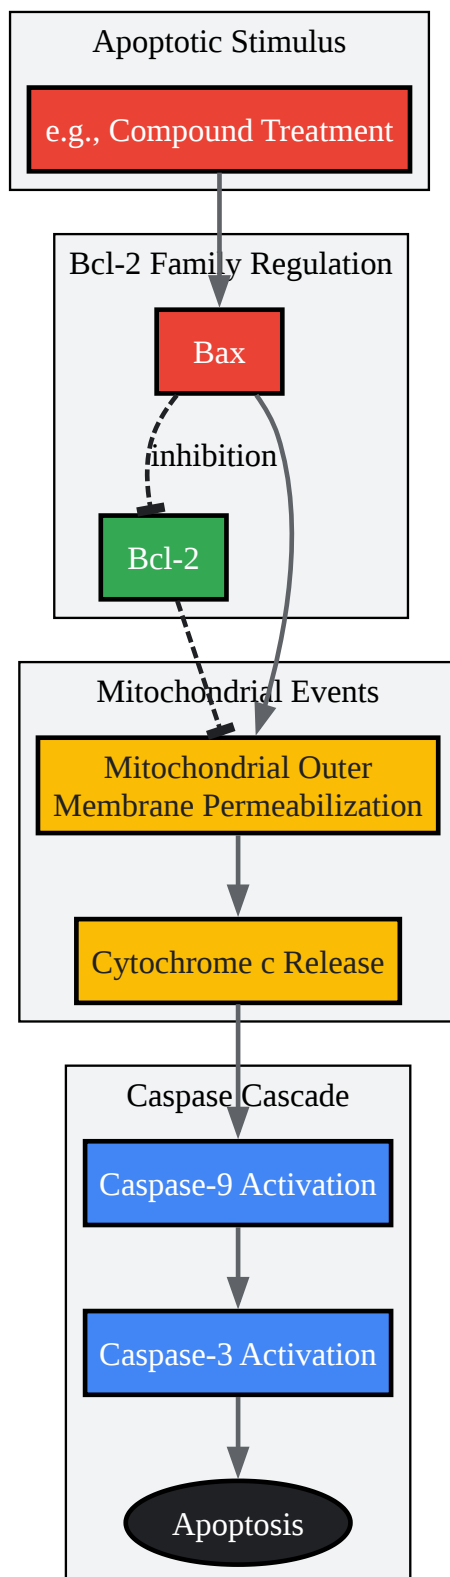 Apoptotic Stimulus
e.g., Compound Treatment
Bcl-2 Family Regulation
Bax
inhibition
Bcl-2
Mitochondrial Events
Mitochondrial Outer
Membrane Permeabilization
Cytochrome c Release
Caspase Cascade
Caspase-9 Activation
Caspase-3 Activation
Apoptosis